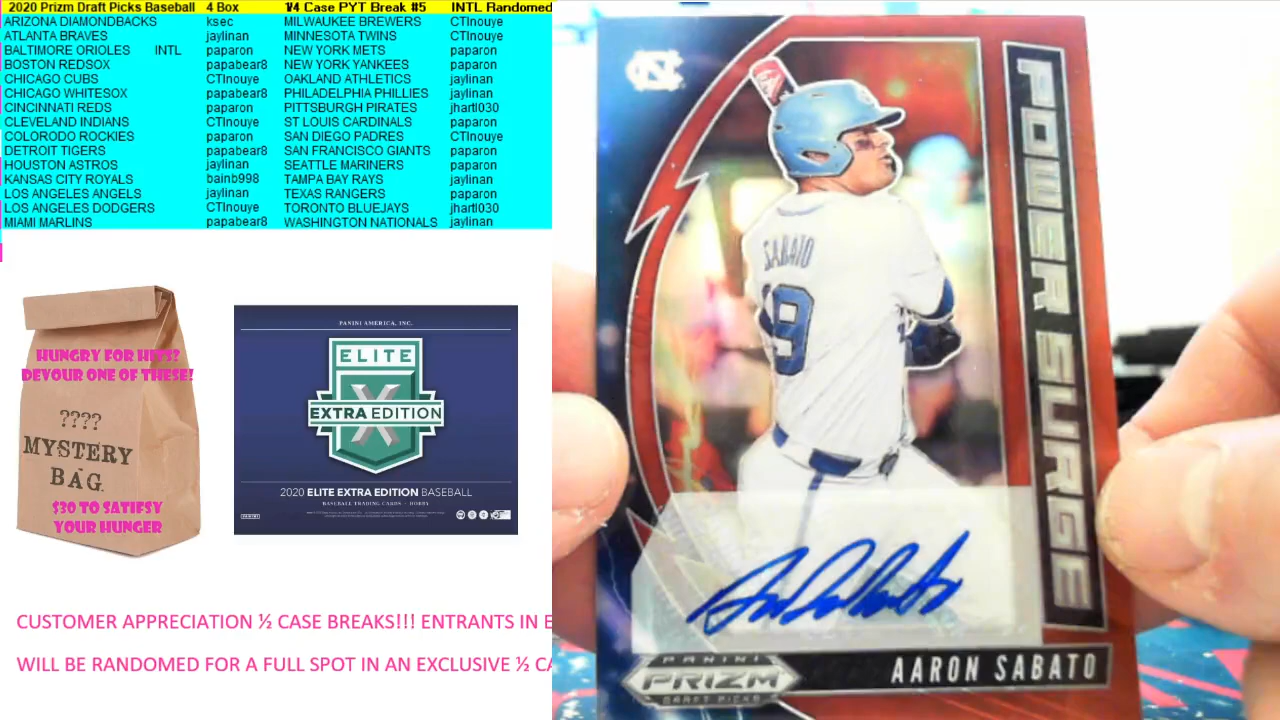 2020 Prizm Draft Picks Baseball 4 Box 1/4 Case PYT Break #5 INTL Randomed
ARIZONA DIAMONDBACKS ksec MILWAUKEE BREWERS CTInouye
ATLANTA BRAVES jaylinan MINNESOTA TWINS CTInouye
BALTIMORE ORIOLES INTL paparon NEW YORK METS paparon
BOSTON REDSOX papabear8 NEW YORK YANKEES paparon
CHICAGO CUBS CTInouye OAKLAND ATHLETICS jaylinan
CHICAGO WHITESOX papabear8 PHILADELPHIA PHILLIES jaylinan
CINCINNATI REDS paparon PITTSBURGH PIRATES jhartl030
CLEVELAND INDIANS CTInouye ST LOUIS CARDINALS paparon
COLORODO ROCKIES paparon SAN DIEGO PADRES CTInouye
DETROIT TIGERS papabear8 SAN FRANCISCO GIANTS paparon
HOUSTON ASTROS jaylinan SEATTLE MARINERS paparon
KANSAS CITY ROYALS bainb998 TAMPA BAY RAYS jaylinan
LOS ANGELES ANGELS jaylinan TEXAS RANGERS paparon
LOS ANGELES DODGERS CTInouye TORONTO BLUEJAYS jhartl030
MIAMI MARLINS papabear8 WASHINGTON NATIONALS jaylinan
HUNGRY FOR HITS?
DEVOUR ONE OF THESE!
????
MYSTERY
BAG.
$30 TO SATIFSY
YOUR HUNGER
PANINI AMERICA, INC.
ELITE
X
EXTRA EDITION
2020 ELITE EXTRA EDITION BASEBALL
BASEBALL TRADING CARDS • HOBBY
CUSTOMER APPRECIATION ½ CASE BREAKS!!! ENTRANTS IN E
WILL BE RANDOMED FOR A FULL SPOT IN AN EXCLUSIVE ½ CA
NC
POWER SURGE
SABATO
19
PANINI
PRIZM
DRAFT PICKS
AARON SABATO